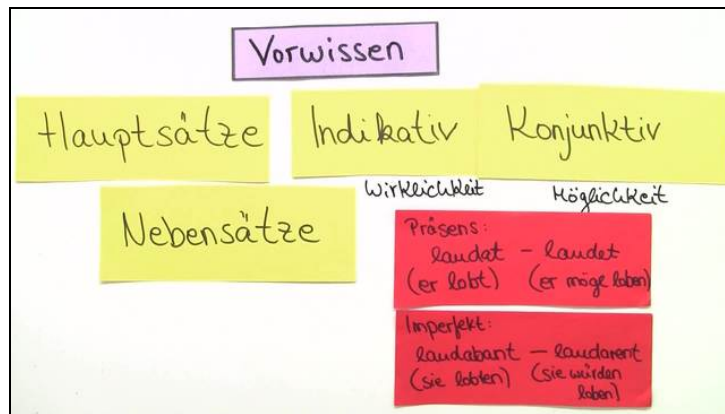 Vorwissen
Hauptsätze
Indikativ
Konjunktiv
Wirklichkeit
Möglichkeit
Nebensätze
Präsens:
laudat – laudet
(er lobt) (er möge loben)
Imperfekt:
laudabant – laudarent
(sie lobten) (sie würden
loben)